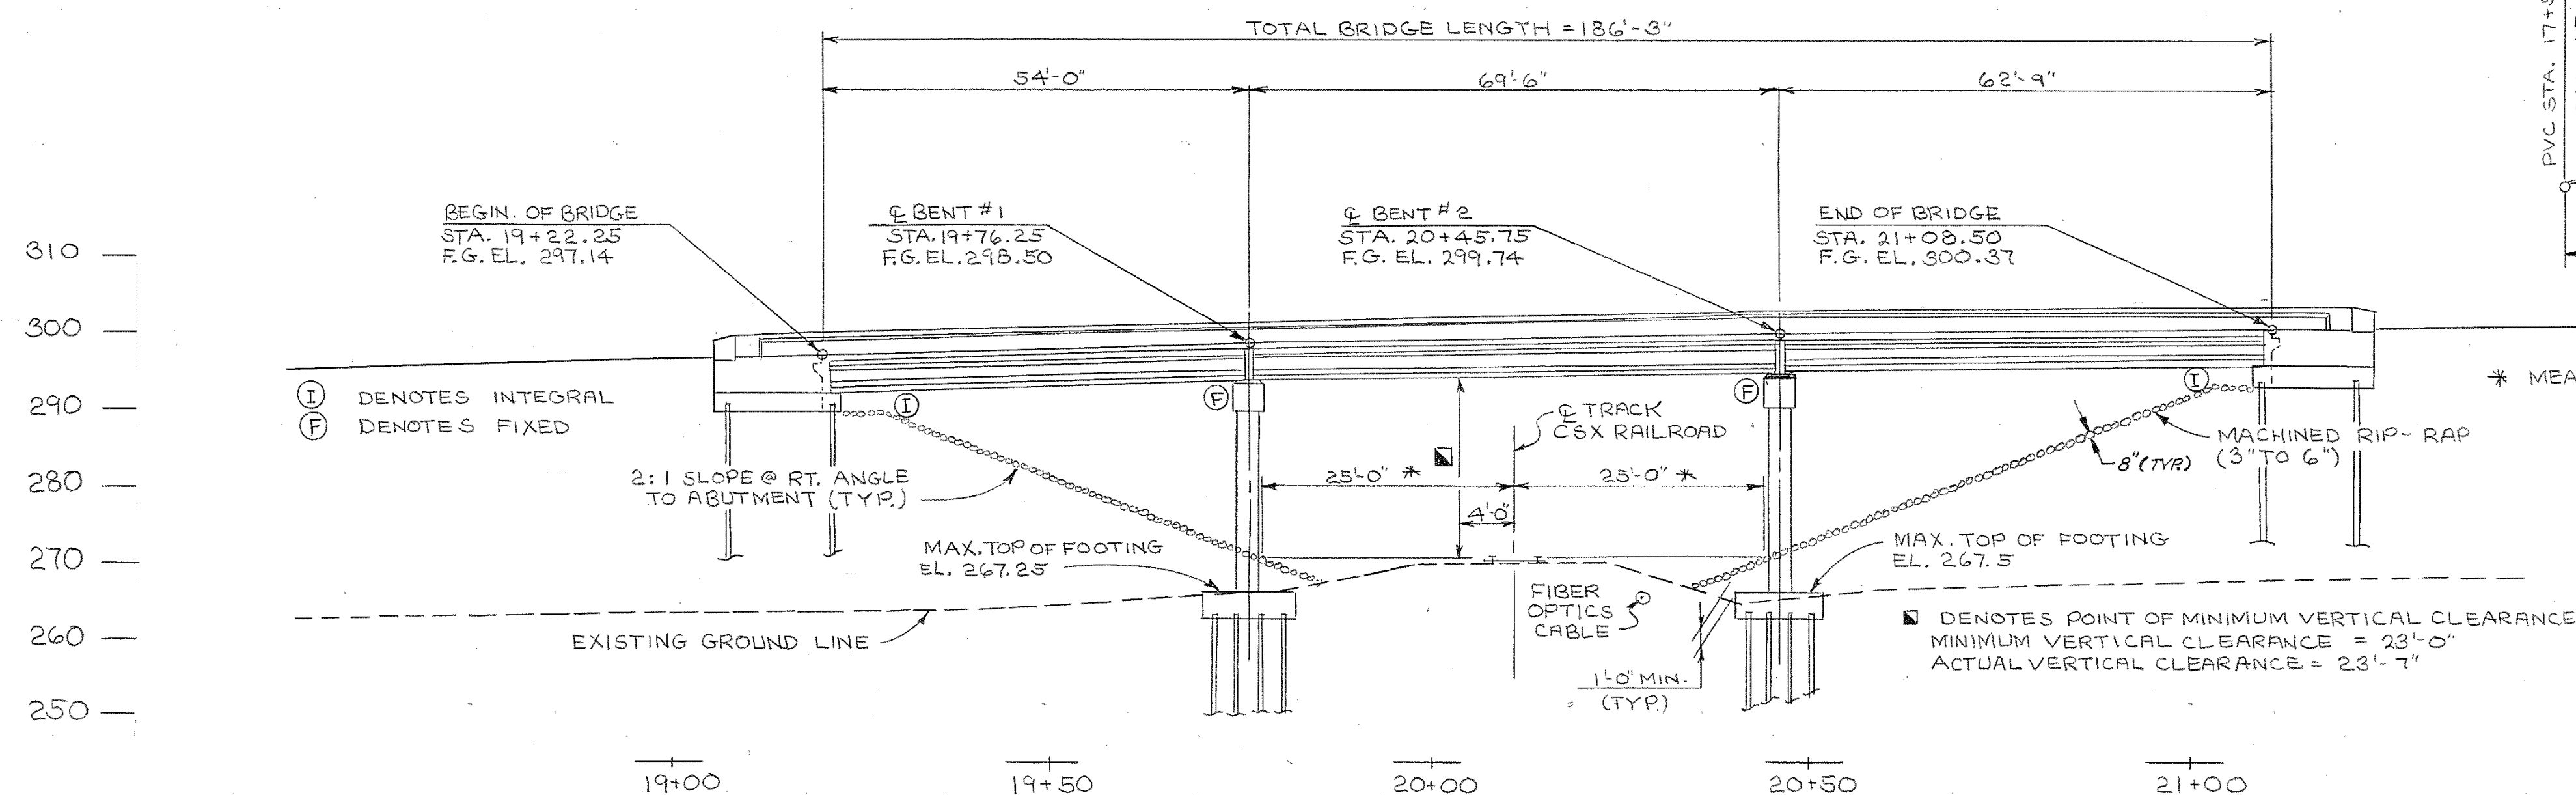 TOTAL BRIDGE LENGTH = 186'-3"
54'-0"
69'-6"
62'-9"
PVC STA. 17+5
BEGIN. OF BRIDGE
STA. 19+22.25
F.G. EL. 297.14
℄ BENT #1
STA. 19+76.25
F.G. EL. 298.50
℄ BENT #2
STA. 20+45.75
F.G. EL. 299.74
END OF BRIDGE
STA. 21+08.50
F.G. EL. 300.37
310
300
290
280
270
260
250
Ⓘ DENOTES INTEGRAL
Ⓕ DENOTES FIXED
Ⓘ
Ⓕ
Ⓕ
Ⓘ
* MEA
℄ TRACK
CSX RAILROAD
2:1 SLOPE @ RT. ANGLE
TO ABUTMENT (TYP.)
25'-0" *
25'-0" *
4'-0"
8" (TYP.)
MACHINED RIP-RAP
(3" TO 6")
MAX. TOP OF FOOTING
EL. 267.25
MAX. TOP OF FOOTING
EL. 267.5
EXISTING GROUND LINE
FIBER
OPTICS
CABLE
1'-0" MIN.
(TYP.)
DENOTES POINT OF MINIMUM VERTICAL CLEARANCE
MINIMUM VERTICAL CLEARANCE = 23'-0"
ACTUAL VERTICAL CLEARANCE = 23'-7"
19+00
19+50
20+00
20+50
21+00